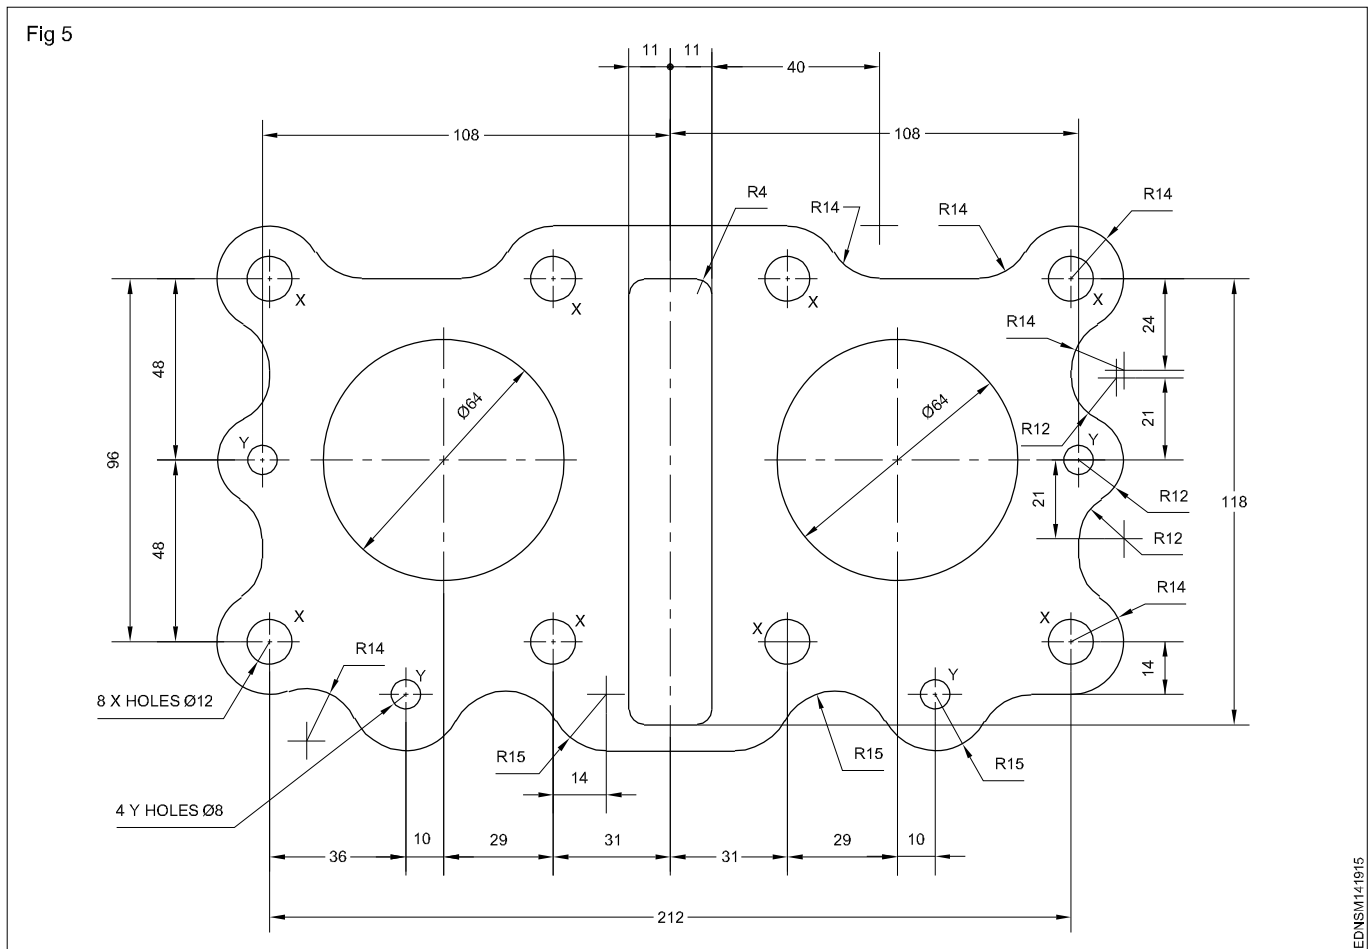 Fig 5
11
11
40
108
108
R4
R14
R14
R14
X
X
X
X
R14
24
48
Ø64
Ø64
96
Y
R12
21
Y
21
R12
118
48
R12
X
X
X
X
R14
R14
14
Y
Y
8 X HOLES Ø12
R15
R15
R15
14
4 Y HOLES Ø8
36
10
29
31
31
29
10
212
EDNSM141915